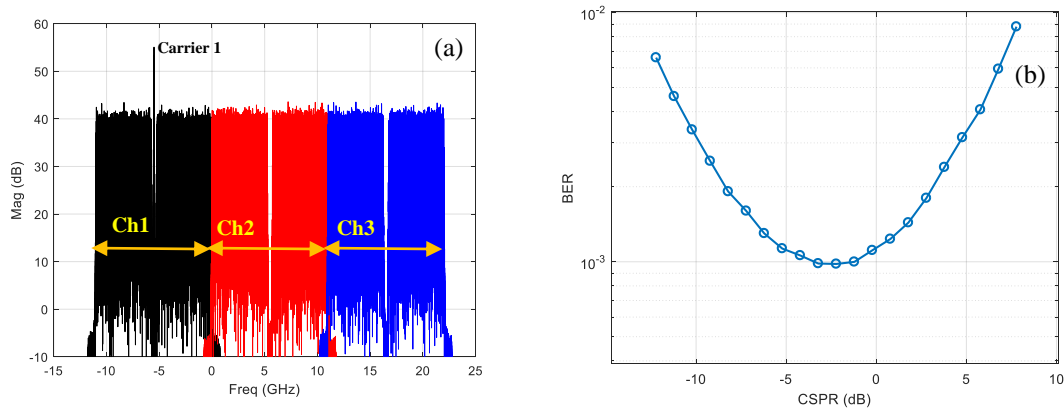 60
50
40
30
20
10
0
-10
Mag (dB)
-15 -10 -5 0 5 10 15 20 25
Freq (GHz)
Carrier 1
(a)
Ch1 Ch2 Ch3
10-2
10-3
BER
-10 -5 0 5 10
CSPR (dB)
(b)